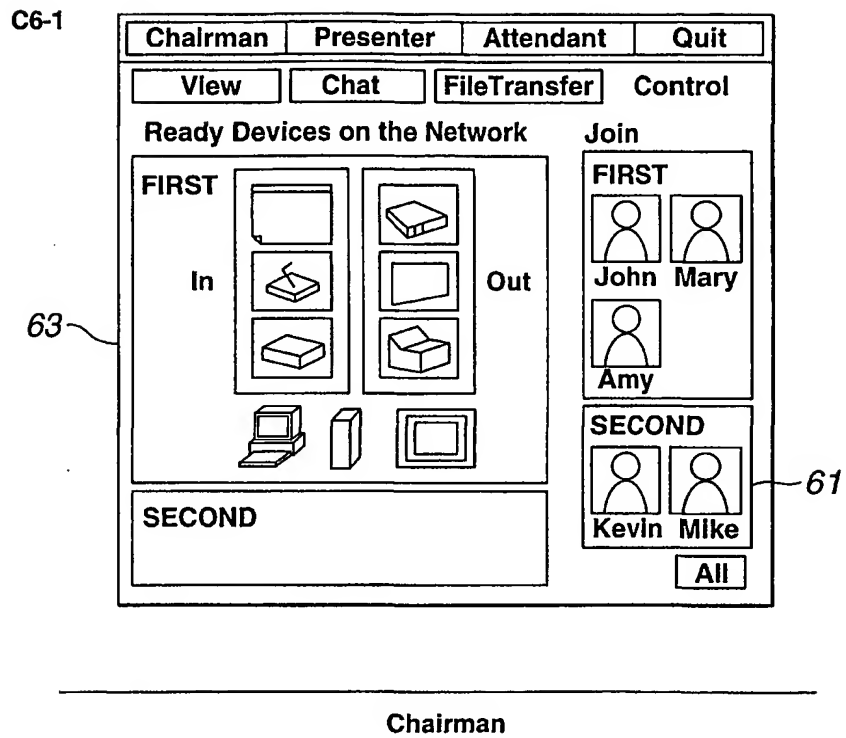 C6-1
Chairman Presenter Attendant Quit
View Chat FileTransfer Control
Ready Devices on the Network
Join
FIRST
In
Out
FIRST
John Mary
Amy
63
SECOND
Kevin Mike
61
SECOND
All
Chairman